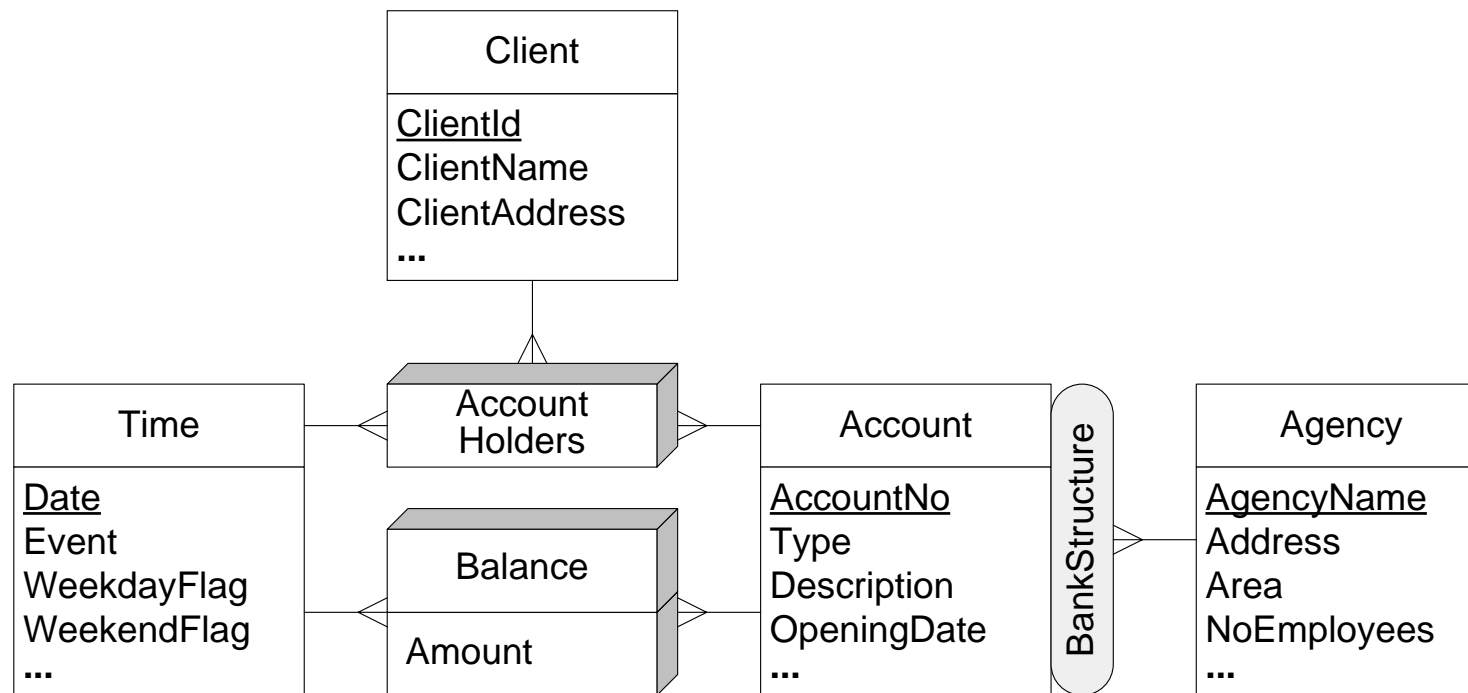 Client
ClientId
ClientName
ClientAddress
...
Time
Date
Event
WeekdayFlag
WeekendFlag
...
Account
Holders
Balance
Amount
Account
AccountNo
Type
Description
OpeningDate
...
BankStructure
Agency
AgencyName
Address
Area
NoEmployees
...